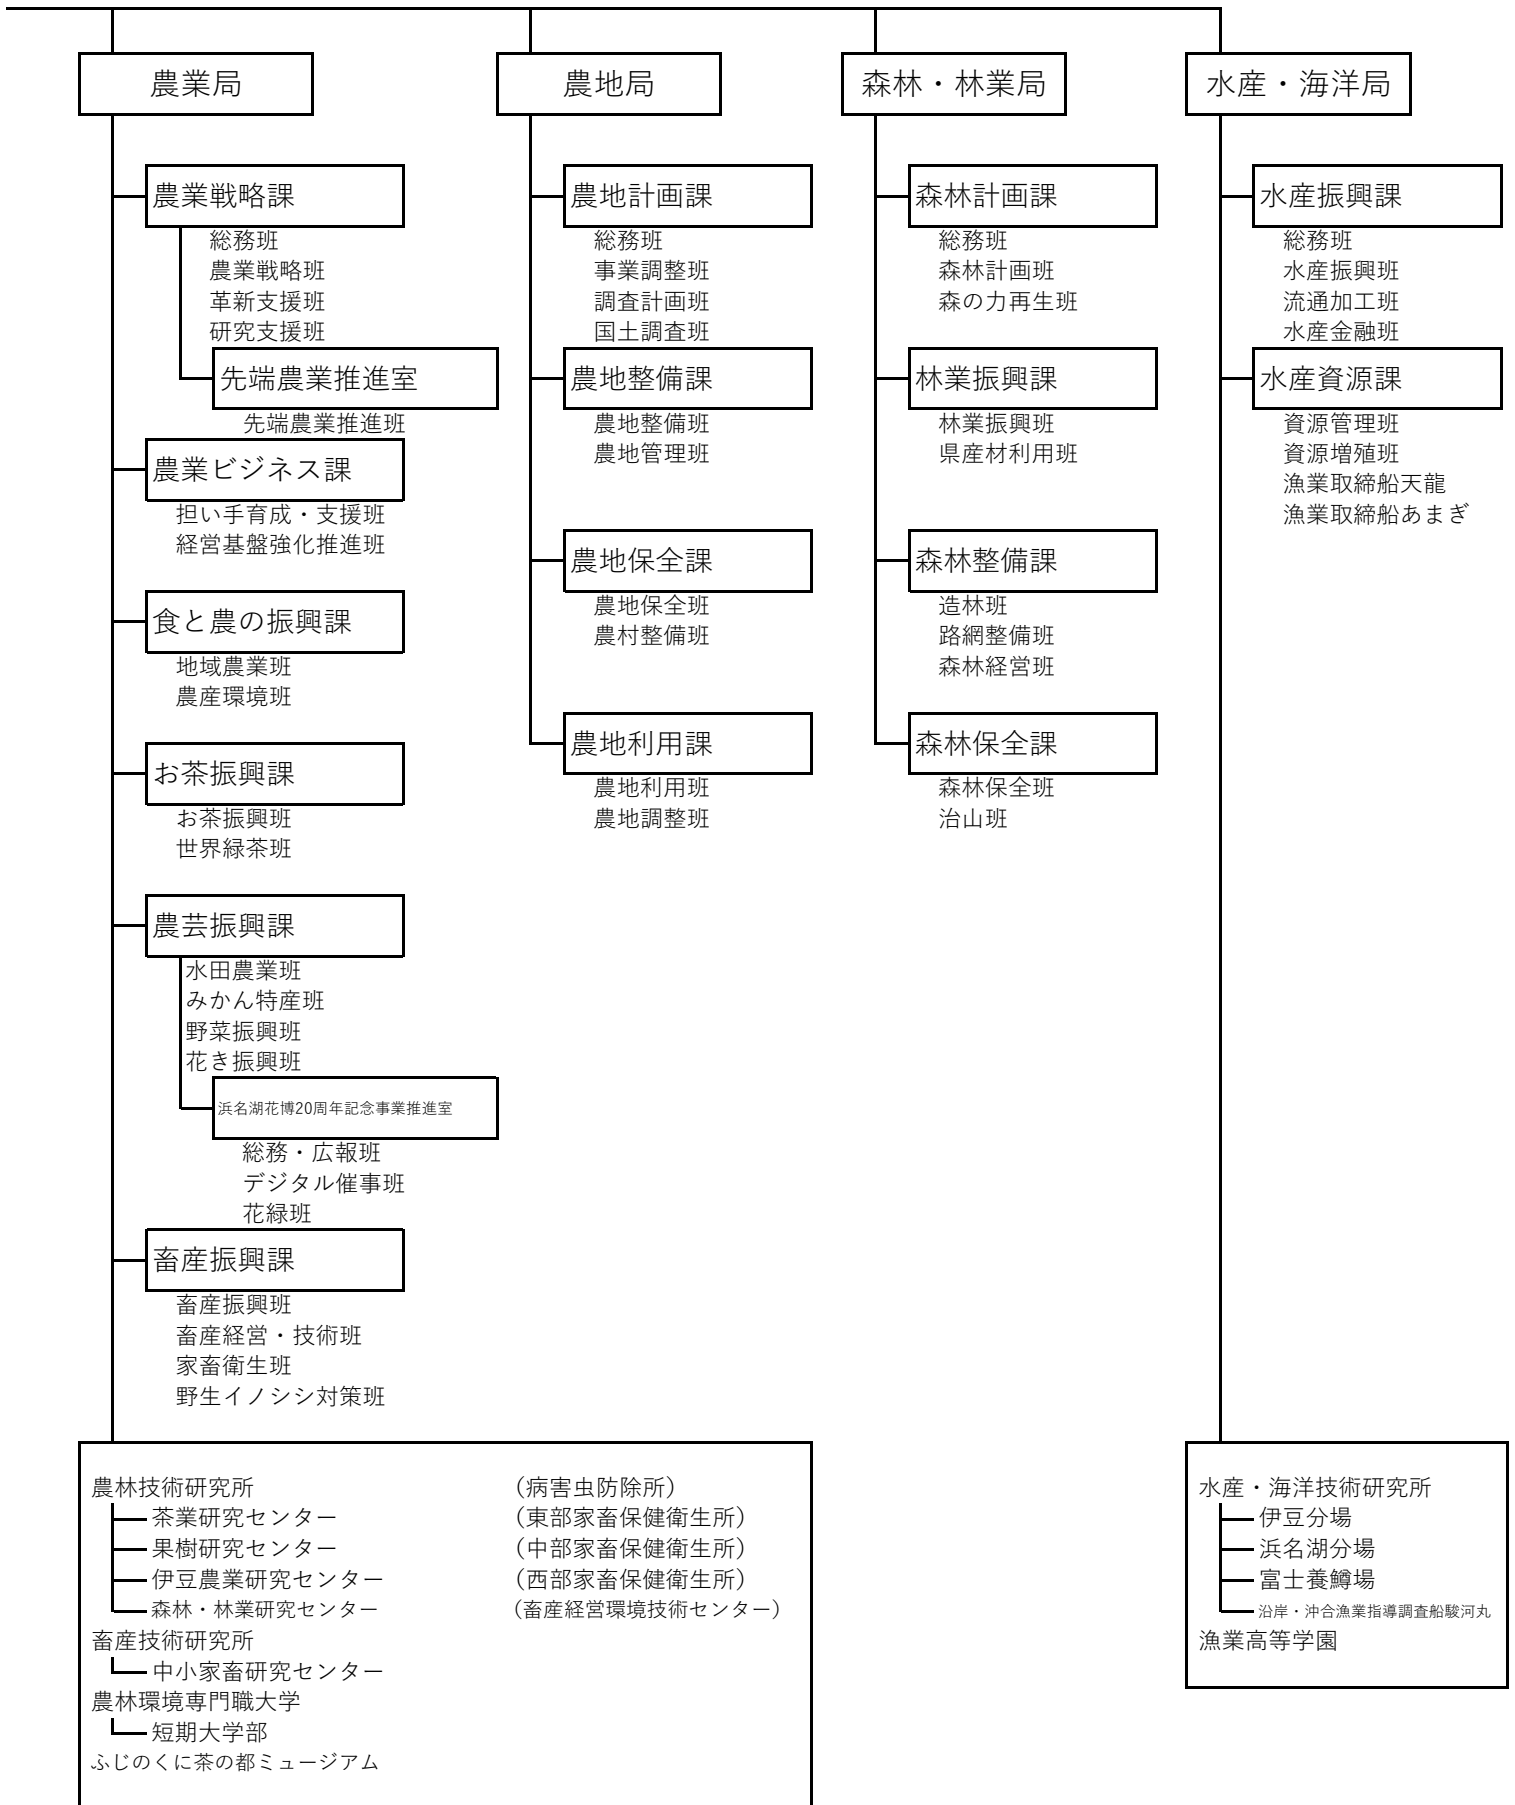 農業局
農業戦略課
総務班
農業戦略班
革新支援班
研究支援班
先端農業推進室
先端農業推進班
農業ビジネス課
担い手育成・支援班
経営基盤強化推進班
食と農の振興課
地域農業班
農産環境班
お茶振興課
お茶振興班
世界緑茶班
農芸振興課
水田農業班
みかん特産班
野菜振興班
花き振興班
浜名湖花博20周年記念事業推進室
総務・広報班
デジタル催事班
花緑班
畜産振興課
畜産振興班
畜産経営・技術班
家畜衛生班
野生イノシシ対策班
農林技術研究所
茶業研究センター
果樹研究センター
伊豆農業研究センター
森林・林業研究センター
畜産技術研究所
中小家畜研究センター
農林環境専門職大学
短期大学部
ふじのくに茶の都ミュージアム
（病害虫防除所）
（東部家畜保健衛生所）
（中部家畜保健衛生所）
（西部家畜保健衛生所）
（畜産経営環境技術センター）
農地局
農地計画課
総務班
事業調整班
調査計画班
国土調査班
農地整備課
農地整備班
農地管理班
農地保全課
農地保全班
農村整備班
農地利用課
農地利用班
農地調整班
森林・林業局
森林計画課
総務班
森林計画班
森の力再生班
林業振興課
林業振興班
県産材利用班
森林整備課
造林班
路網整備班
森林経営班
森林保全課
森林保全班
治山班
水産・海洋局
水産振興課
総務班
水産振興班
流通加工班
水産金融班
水産資源課
資源管理班
資源増殖班
漁業取締船天龍
漁業取締船あまぎ
水産・海洋技術研究所
伊豆分場
浜名湖分場
富士養鱒場
沿岸・沖合漁業指導調査船駿河丸
漁業高等学園